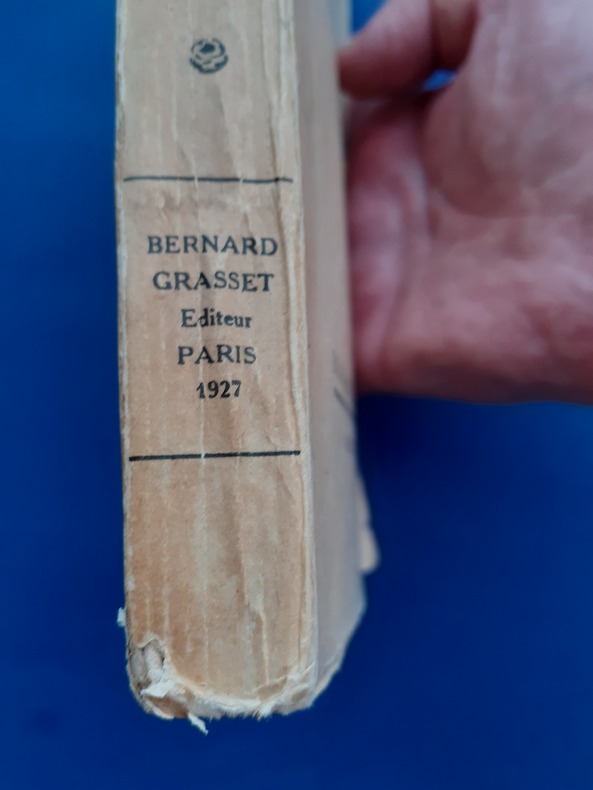 BERNARD
GRASSET
Editeur
PARIS
1927